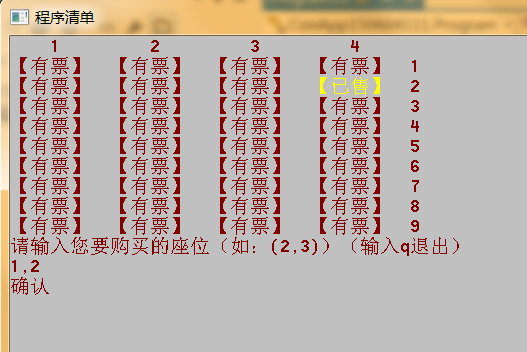 程序清单
1 2 3 4
【有票】 【有票】 【有票】 【有票】 1
【有票】 【有票】 【有票】 【已售】 2
【有票】 【有票】 【有票】 【有票】 3
【有票】 【有票】 【有票】 【有票】 4
【有票】 【有票】 【有票】 【有票】 5
【有票】 【有票】 【有票】 【有票】 6
【有票】 【有票】 【有票】 【有票】 7
【有票】 【有票】 【有票】 【有票】 8
【有票】 【有票】 【有票】 【有票】 9
请输入您要购买的座位（如：(2,3)）（输入q退出）
1,2
确认